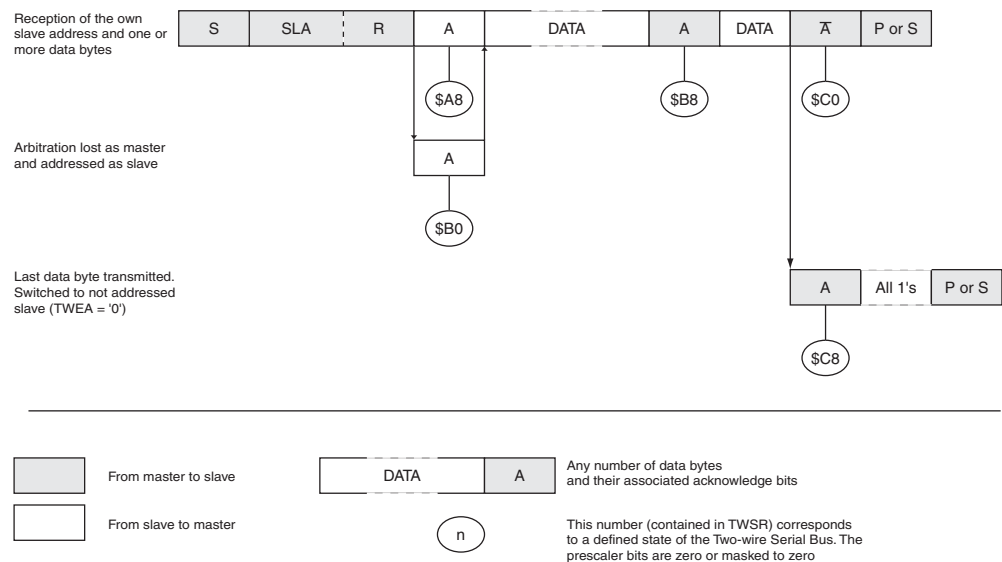 Reception of the own
slave address and one or
more data bytes
S SLA R A DATA A DATA A̅ P or S
$A8 $B8 $C0
Arbitration lost as master
and addressed as slave
A
$B0
Last data byte transmitted.
Switched to not addressed
slave (TWEA = '0')
A All 1's P or S
$C8
From master to slave
DATA A
Any number of data bytes
and their associated acknowledge bits
From slave to master
n
This number (contained in TWSR) corresponds
to a defined state of the Two-wire Serial Bus. The
prescaler bits are zero or masked to zero